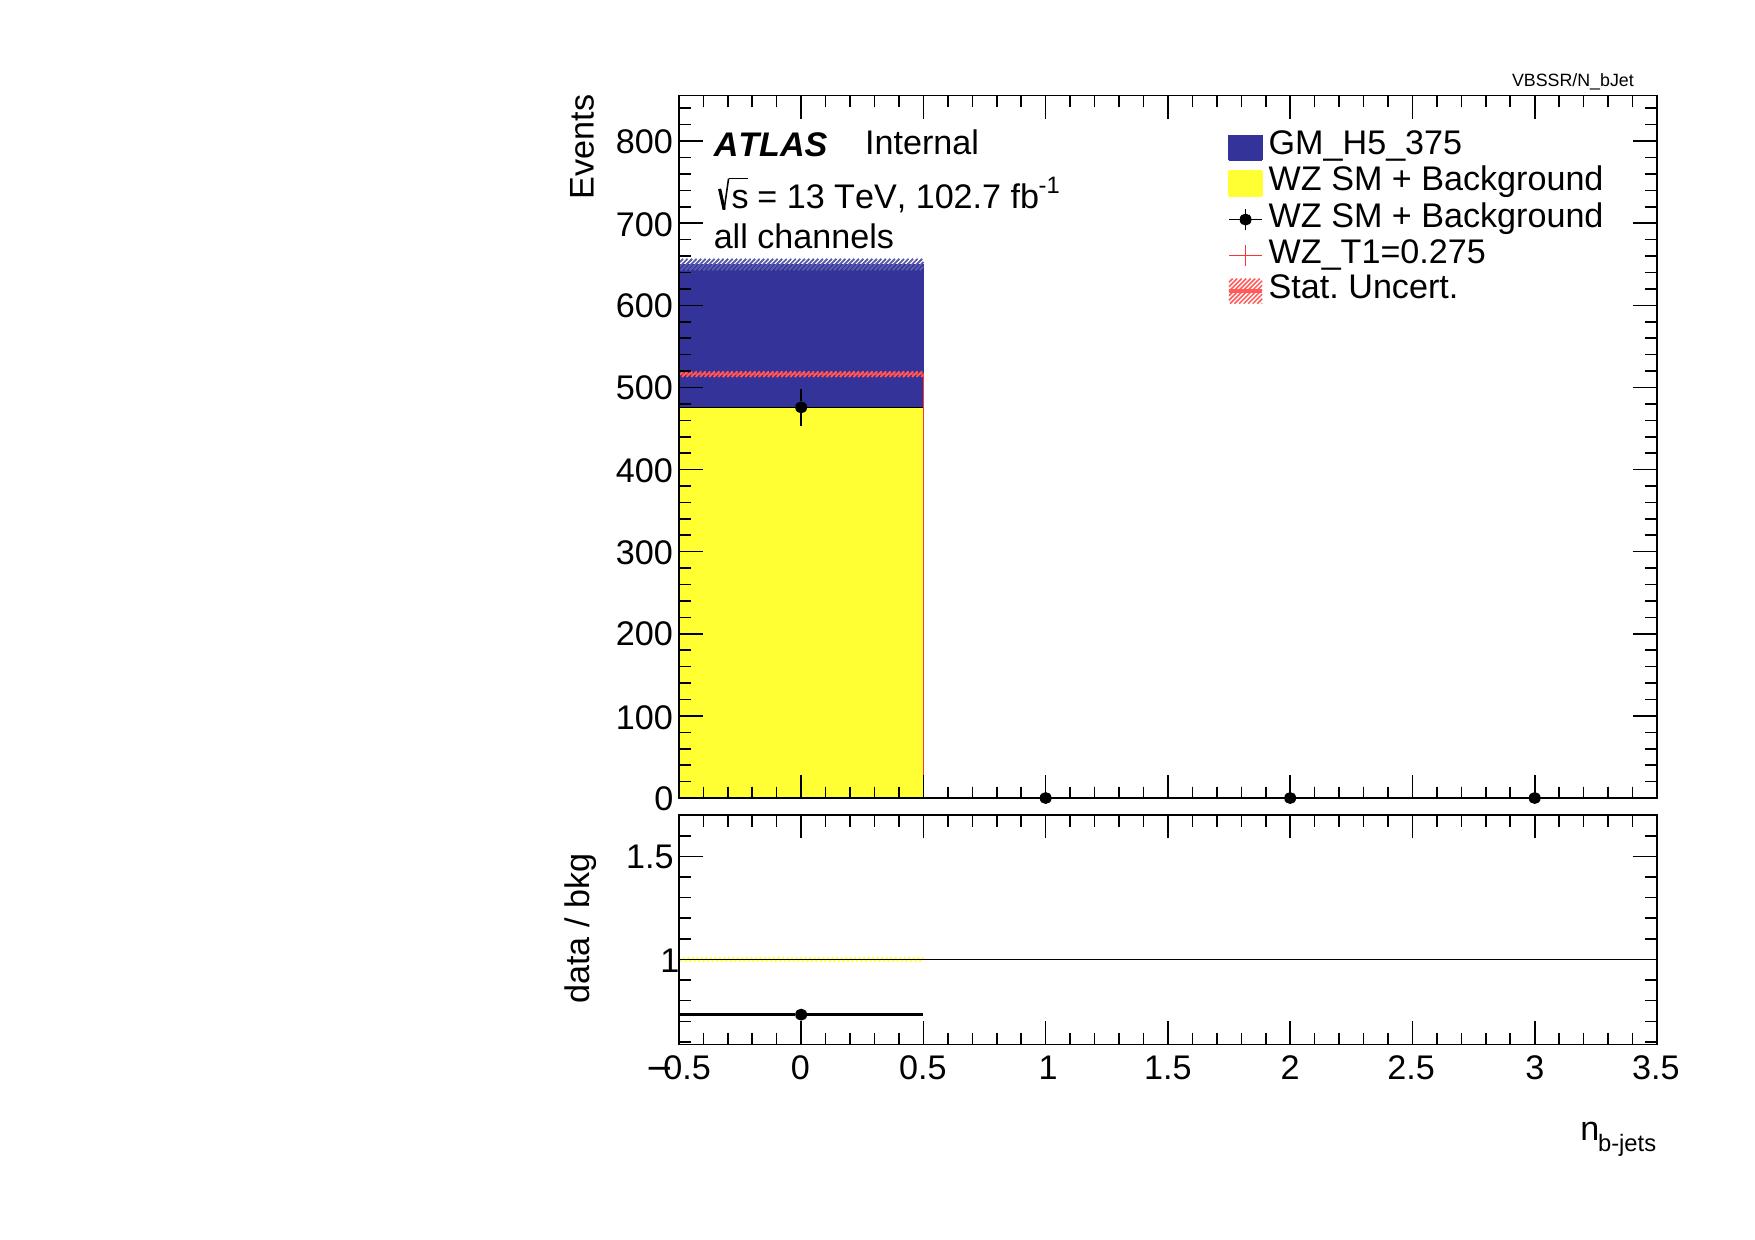 VBSSR/N_bJet
Events
800
700
600
500
400
300
200
100
0
ATLAS Internal
√s = 13 TeV, 102.7 fb-1
all channels
GM_H5_375
WZ SM + Background
WZ SM + Background
WZ_T1=0.275
Stat. Uncert.
data / bkg
1.5
1
−0.5 0 0.5 1 1.5 2 2.5 3 3.5
nb-jets